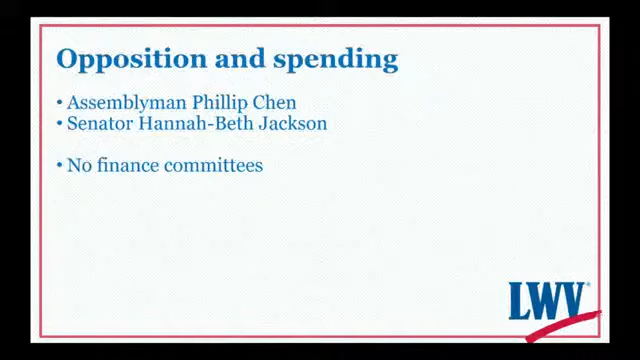 Opposition and spending
• Assemblyman Phillip Chen
• Senator Hannah-Beth Jackson
• No finance committees
LWV®